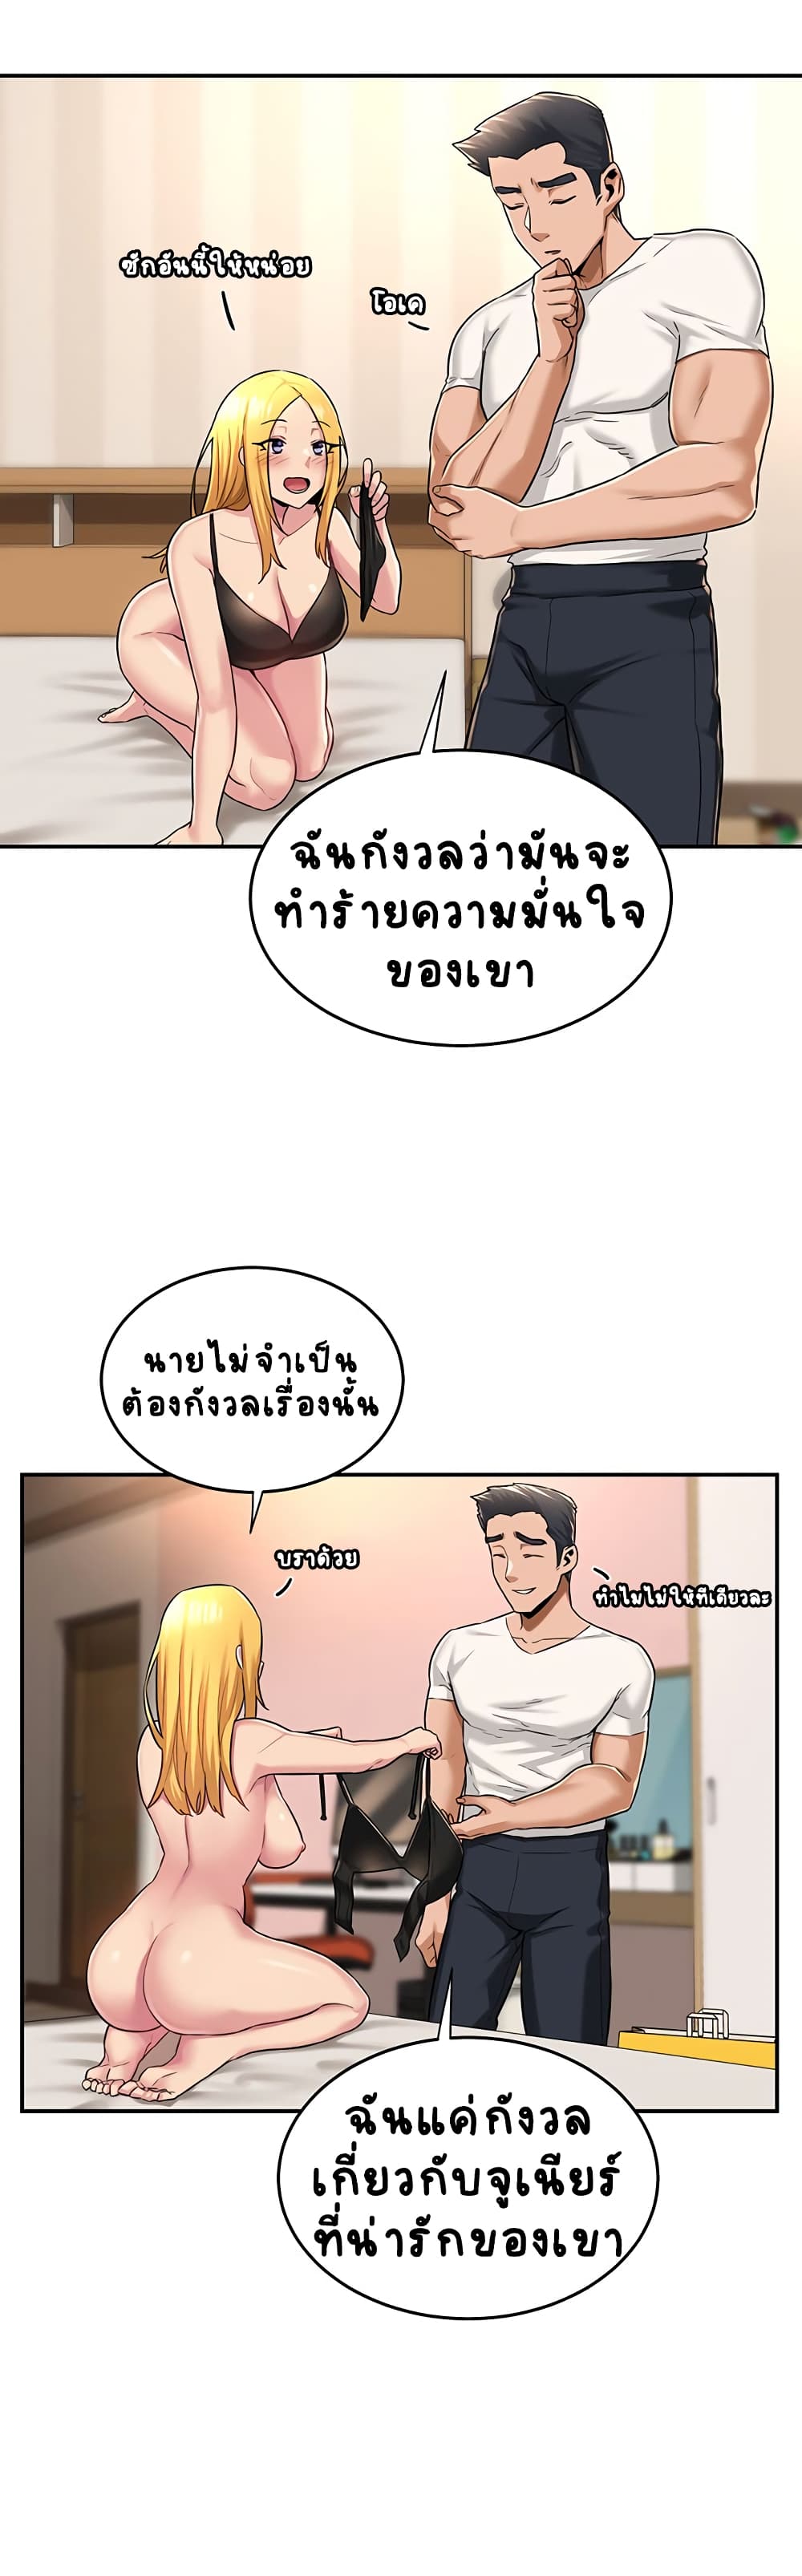 ซักอันนี้ให้หน่อย
โอเค
ฉันกังวลว่ามันจะ
ทำร้ายความมั่นใจ
ของเขา
นายไม่จำเป็น
ต้องกังวลเรื่องนั้น
บราด้วย
ทำไมไม่ให้ทีเดียวละ
ฉันแค่กังวล
เกี่ยวกับจูเนียร์
ที่น่ารักของเขา